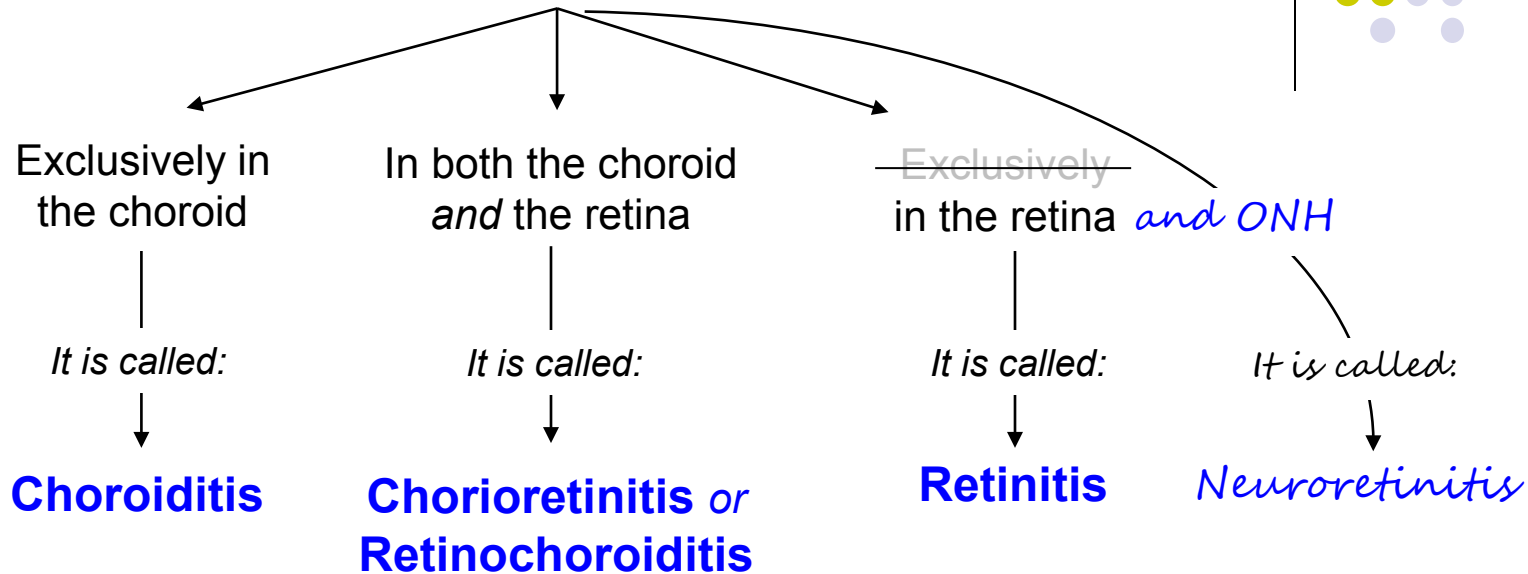 Exclusively in
the choroid
It is called:
Choroiditis
In both the choroid
and the retina
It is called:
Chorioretinitis or
Retinochoroiditis
Exclusively
in the retina and ONH
It is called:
Retinitis
It is called:
Neuroretinitis